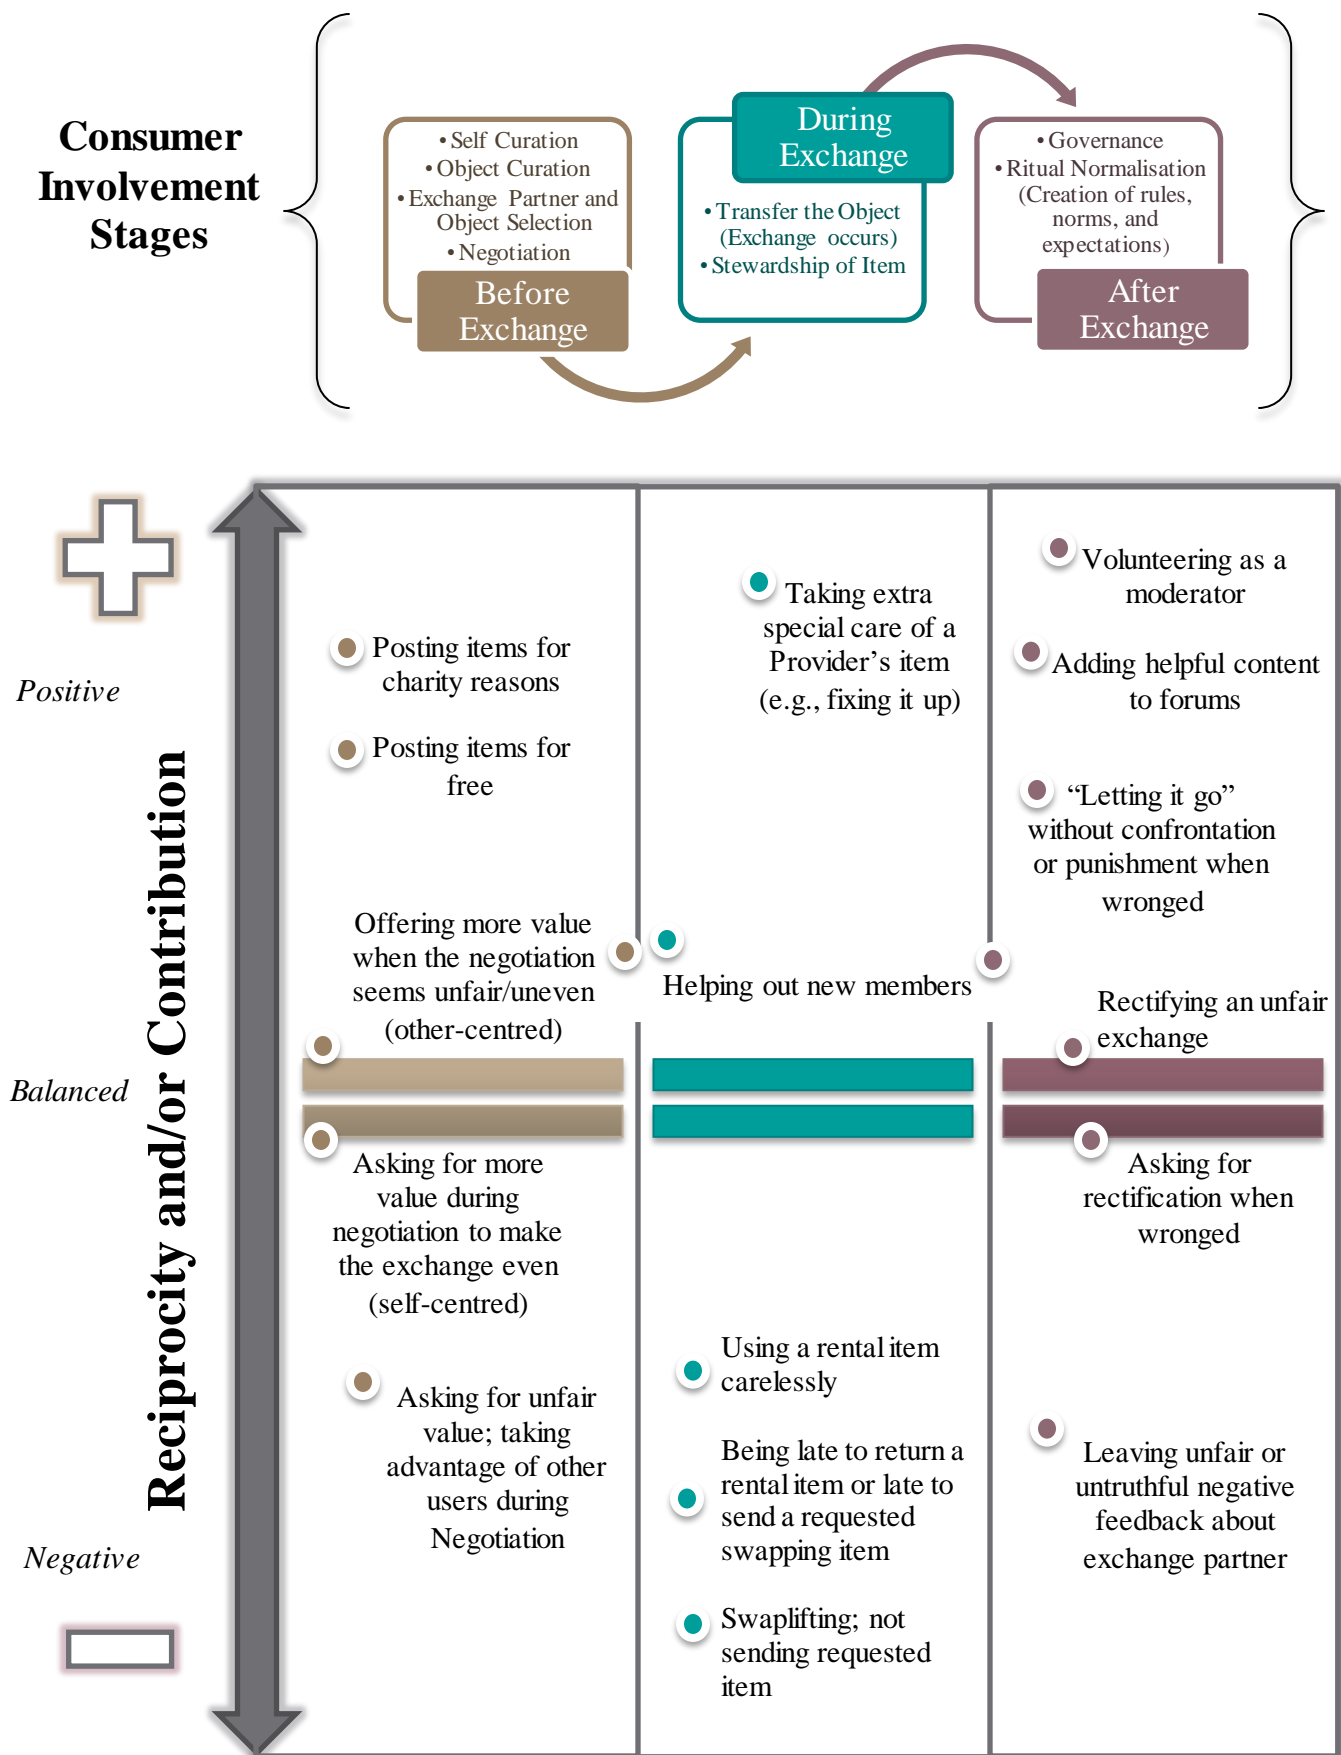 Consumer
Involvement
Stages
• Self Curation
• Object Curation
• Exchange Partner and
Object Selection
• Negotiation
Before
Exchange
During
Exchange
• Transfer the Object
(Exchange occurs)
• Stewardship of Item
• Governance
• Ritual Normalisation
(Creation of rules,
norms, and
expectations)
After
Exchange
Reciprocity and/or Contribution
Positive
Balanced
Negative
Posting items for
charity reasons
Posting items for
free
Offering more value
when the negotiation
seems unfair/uneven
(other-centred)
Asking for more
value during
negotiation to make
the exchange even
(self-centred)
Asking for unfair
value; taking
advantage of other
users during
Negotiation
Taking extra
special care of a
Provider’s item
(e.g., fixing it up)
Helping out new members
Using a rental item
carelessly
Being late to return a
rental item or late to
send a requested
swapping item
Swaplifting; not
sending requested
item
Volunteering as a
moderator
Adding helpful content
to forums
“Letting it go”
without confrontation
or punishment when
wronged
Rectifying an unfair
exchange
Asking for
rectification when
wronged
Leaving unfair or
untruthful negative
feedback about
exchange partner